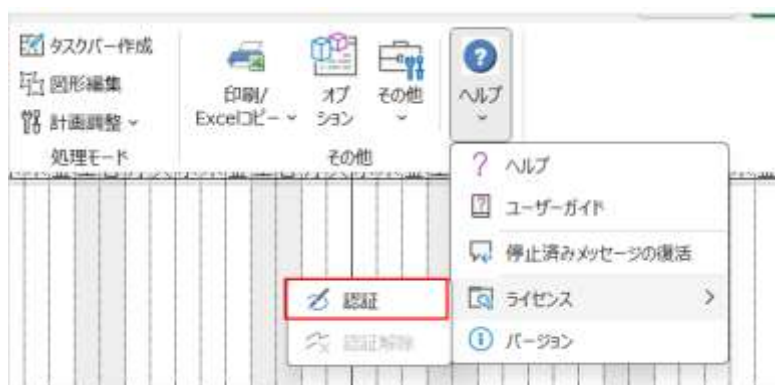 タスクバー作成
図形編集
計画調整
処理モード
印刷/
Excelコピー
オプ
ション
その他
ヘルプ
その他
ヘルプ
ユーザーガイド
停止済みメッセージの復活
ライセンス
バージョン
認証
認証解除